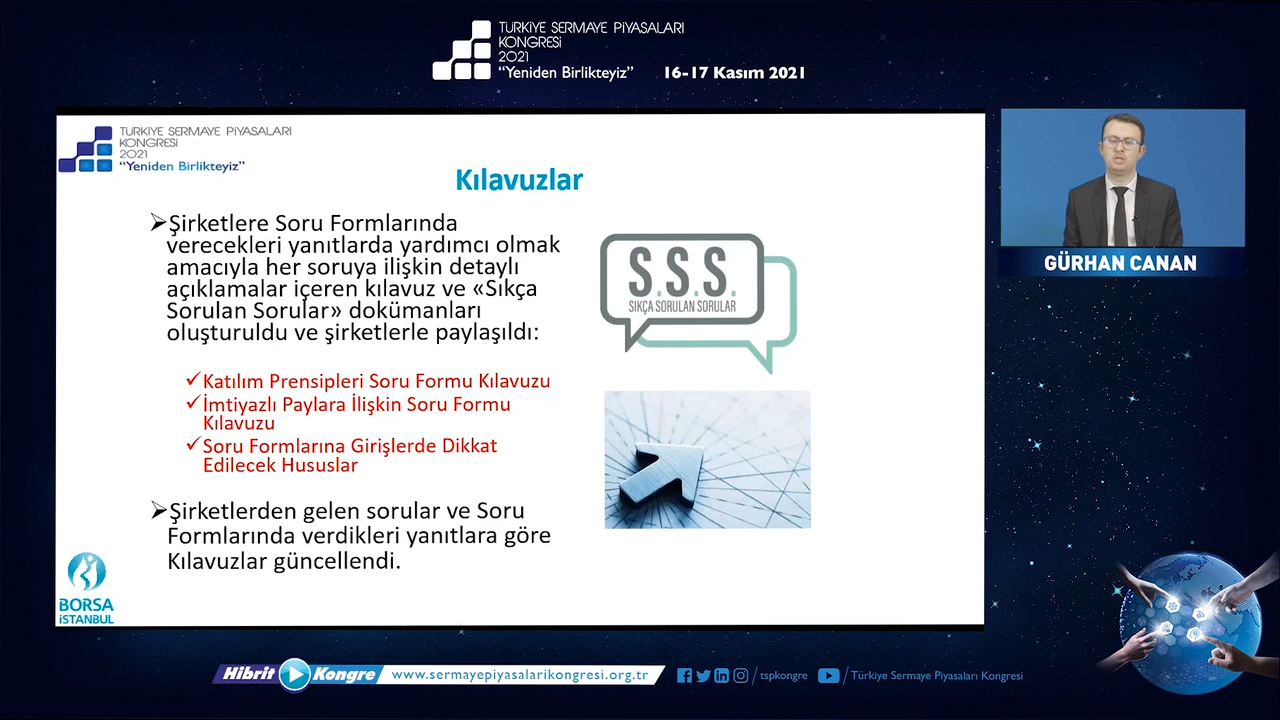 TÜRKİYE SERMAYE PİYASALARI
KONGRESİ
2021
“Yeniden Birlikteyiz”
16-17 Kasım 2021
TÜRKİYE SERMAYE PİYASALARI
KONGRESİ
2021
“Yeniden Birlikteyiz”
Kılavuzlar
Şirketlere Soru Formlarında
verecekleri yanıtlarda yardımcı olmak
amacıyla her soruya ilişkin detaylı
açıklamalar içeren kılavuz ve «Sıkça
Sorulan Sorular» dokümanları
oluşturuldu ve şirketlerle paylaşıldı:
Katılım Prensipleri Soru Formu Kılavuzu
İmtiyazlı Paylara İlişkin Soru Formu
Kılavuzu
Soru Formlarına Girişlerde Dikkat
Edilecek Hususlar
Şirketlerden gelen sorular ve Soru
Formlarında verdikleri yanıtlara göre
Kılavuzlar güncellendi.
S.S.S.
SIKÇA SORULAN SORULAR
BORSA
İSTANBUL
GÜRHAN CANAN
Hibrit Kongre
www.sermayepiyasalarikongresi.org.tr
/ tspkongre
/ Türkiye Sermaye Piyasaları Kongresi